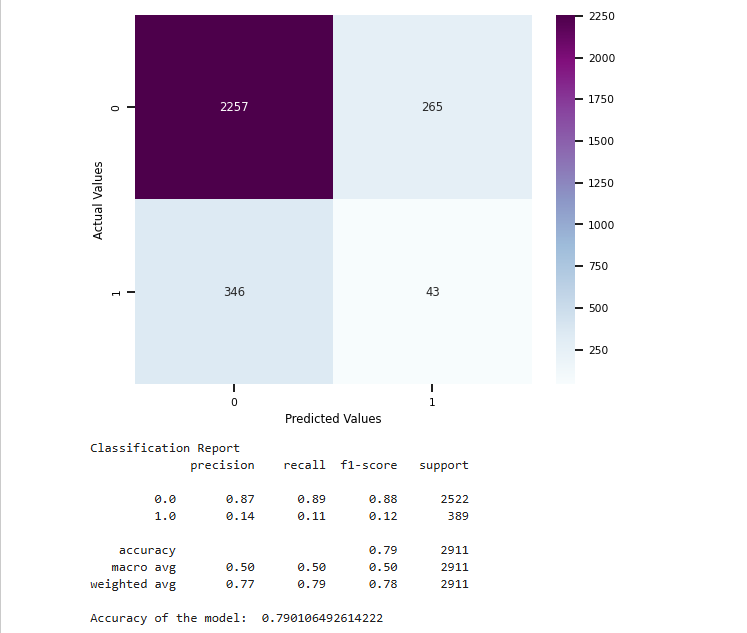 2250
2000
1750
1500
1250
1000
750
500
250
0
2257
265
Actual Values
1
346
43
0
1
Predicted Values
Classification Report
precision recall f1-score support
0.0 0.87 0.89 0.88 2522
1.0 0.14 0.11 0.12 389
accuracy 0.79 2911
macro avg 0.50 0.50 0.50 2911
weighted avg 0.77 0.79 0.78 2911
Accuracy of the model: 0.790106492614222